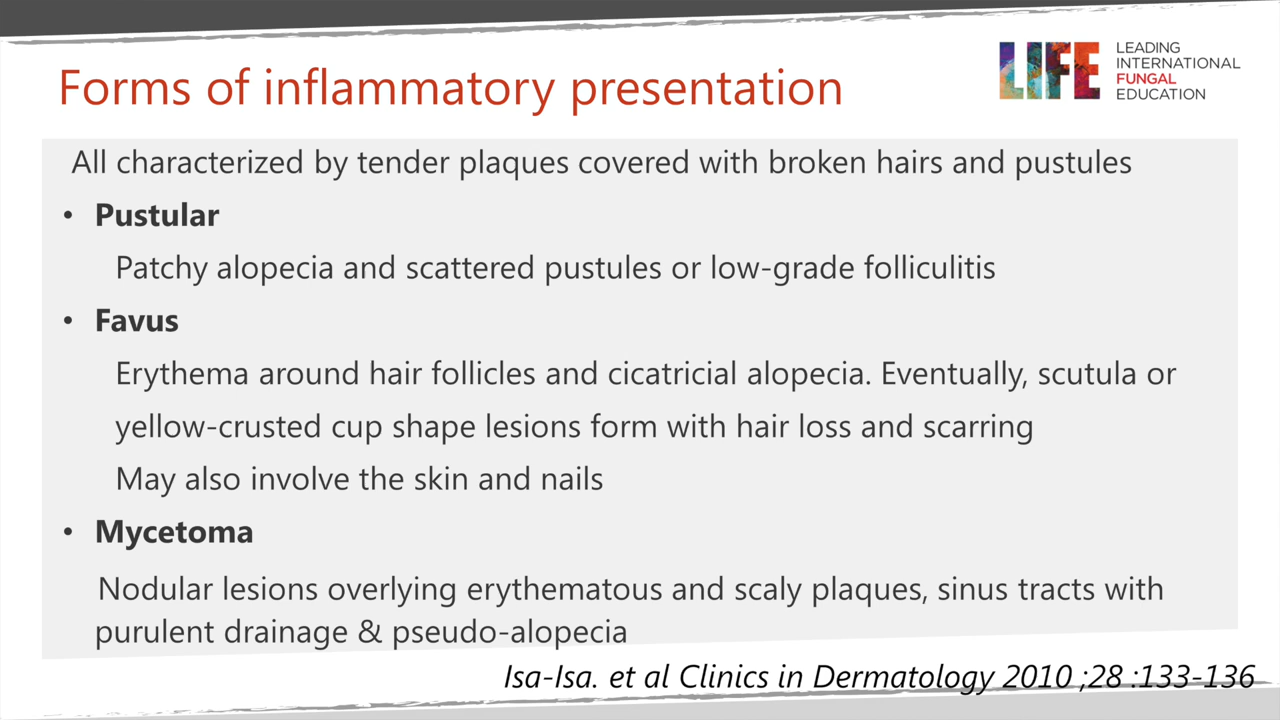 Forms of inflammatory presentation
LIFE
LEADING
INTERNATIONAL
FUNGAL
EDUCATION
All characterized by tender plaques covered with broken hairs and pustules
• Pustular
Patchy alopecia and scattered pustules or low-grade folliculitis
• Favus
Erythema around hair follicles and cicatricial alopecia. Eventually, scutula or
yellow-crusted cup shape lesions form with hair loss and scarring
May also involve the skin and nails
• Mycetoma
Nodular lesions overlying erythematous and scaly plaques, sinus tracts with
purulent drainage & pseudo-alopecia
Isa-Isa. et al Clinics in Dermatology 2010 ;28 :133-136